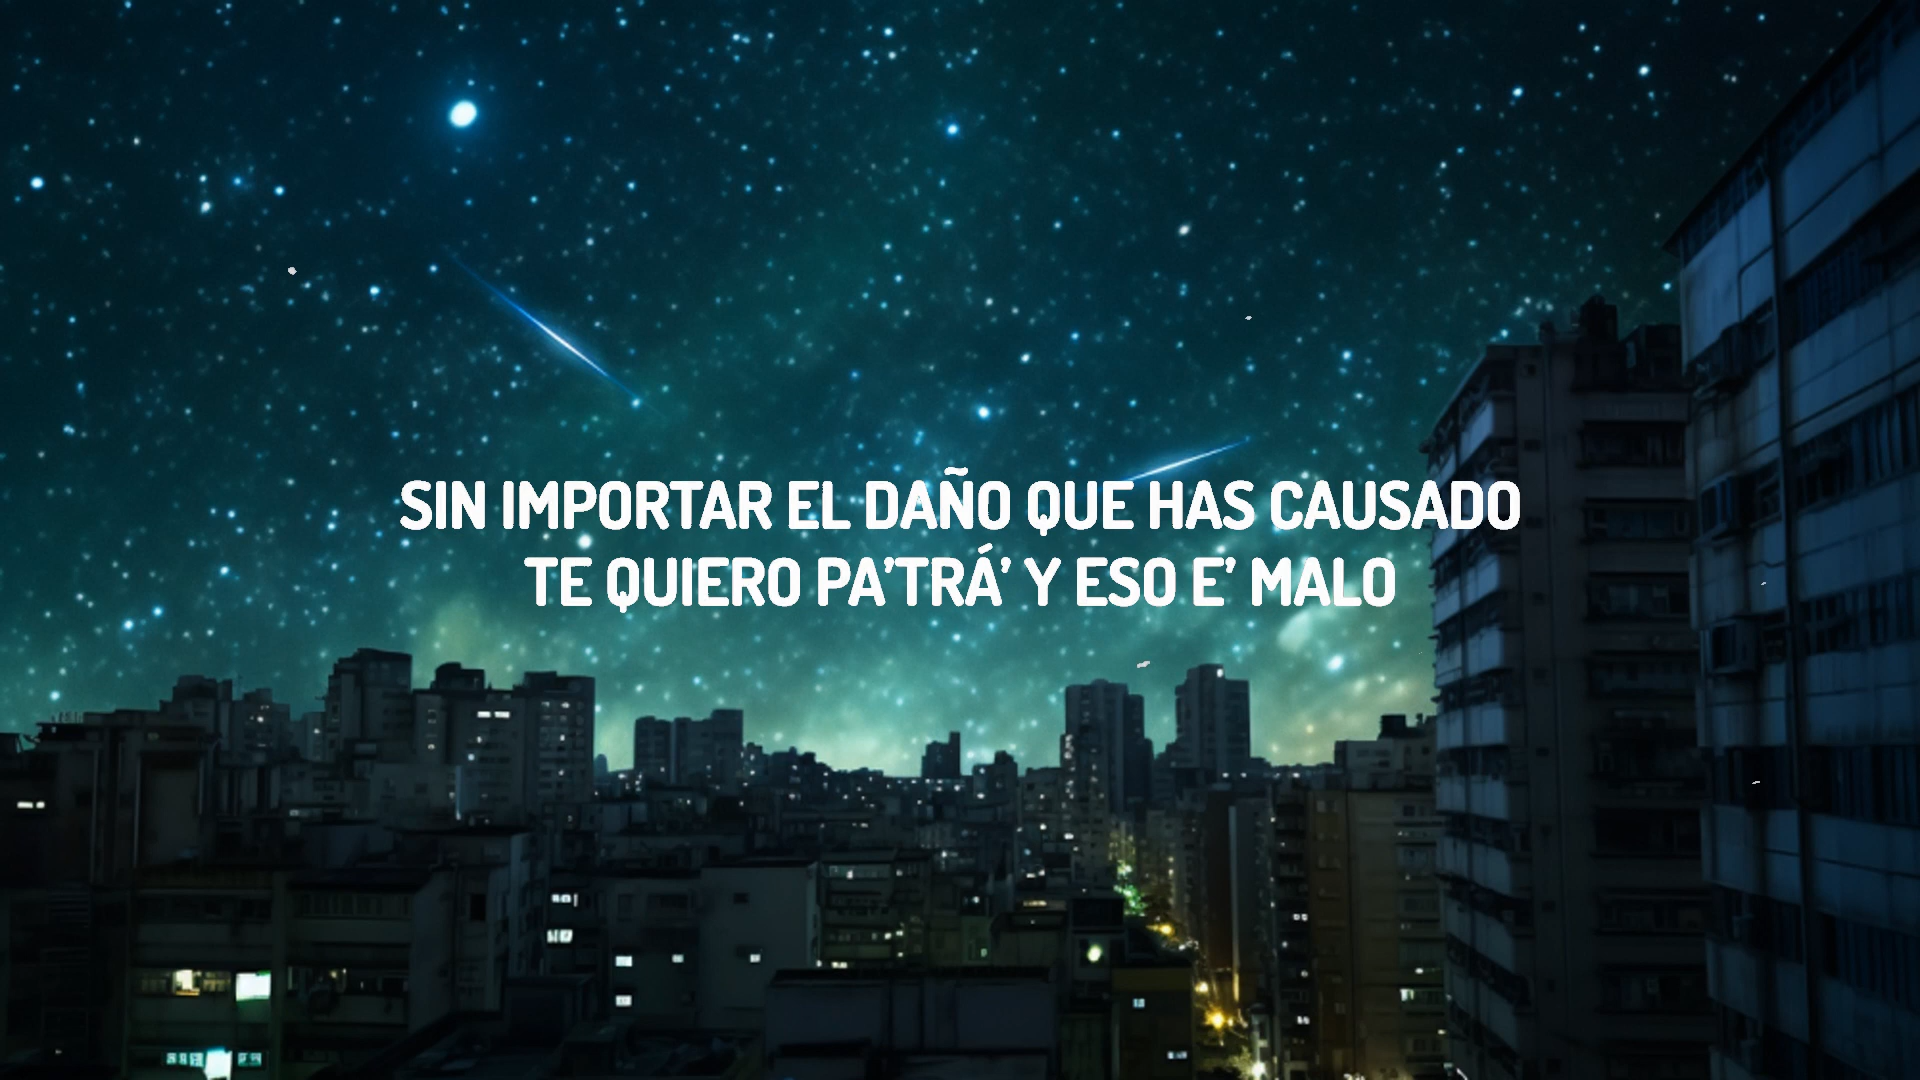 SIN IMPORTAR EL DAÑO QUE HAS CAUSADO
TE QUIERO PA’TRÁ’ Y ESO E’ MALO